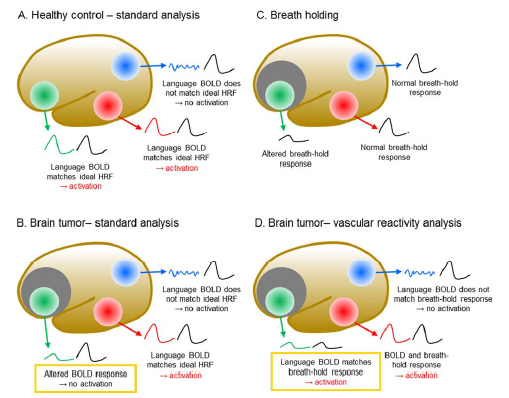 A. Healthy control – standard analysis
Language BOLD does
not match ideal HRF
→ no activation
Language BOLD
matches ideal HRF
→ activation
Language BOLD
matches ideal HRF
→ activation
C. Breath holding
Normal breath-hold
response
Altered breath-hold
response
Normal breath-hold
response
B. Brain tumor– standard analysis
Language BOLD does
not match ideal HRF
→ no activation
Language BOLD
matches ideal HRF
→ activation
Altered BOLD response
→ no activation
D. Brain tumor– vascular reactivity analysis
Language BOLD does not
match breath-hold response
→ no activation
Language BOLD matches
breath-hold response
→ activation
BOLD and breath-
hold response
→ activation